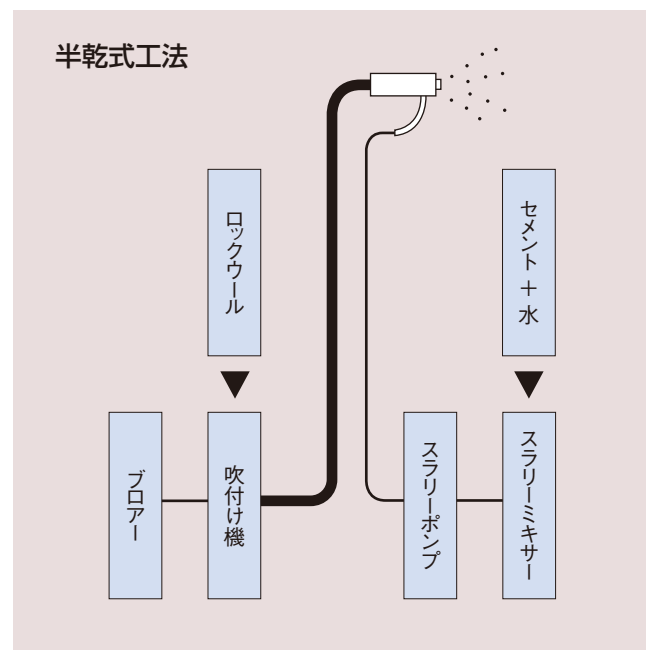 半乾式工法
ロックウール
セメント＋水
ブロアー
吹付け機
スラリーポンプ
スラリーミキサー